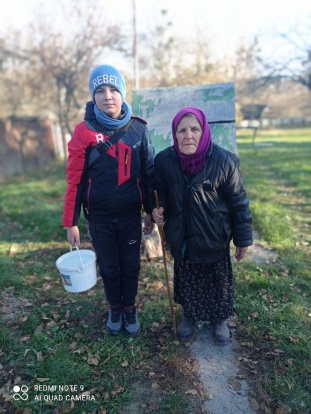 REBEL
R
REDMI NOTE 9
AI QUAD CAMERA